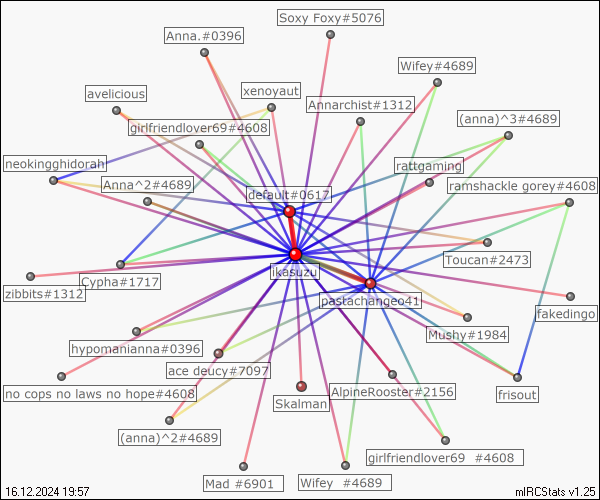 Soxy Foxy#5076
Anna.#0396
Wifey#4689
avelicious
xenoyaut
Annarchist#1312
(anna)^3#4689
girlfriendlover69#4608
neokingghidorah
rattgaming
Anna^2#4689
ramshackle gorey#4608
default#0617
Toucan#2473
ikasuzu
Cypha#1717
zibbits#1312
pastachangeo41
fakedingo
Mushy#1984
hypomanianna#0396
ace deucy#7097
no cops no laws no hope#4608
AlpineRooster#2156
frisout
Skalman
(anna)^2#4689
girlfriendlover69 #4608
Mad #6901
Wifey #4689
16.12.2024 19:57
mIRCStats v1.25